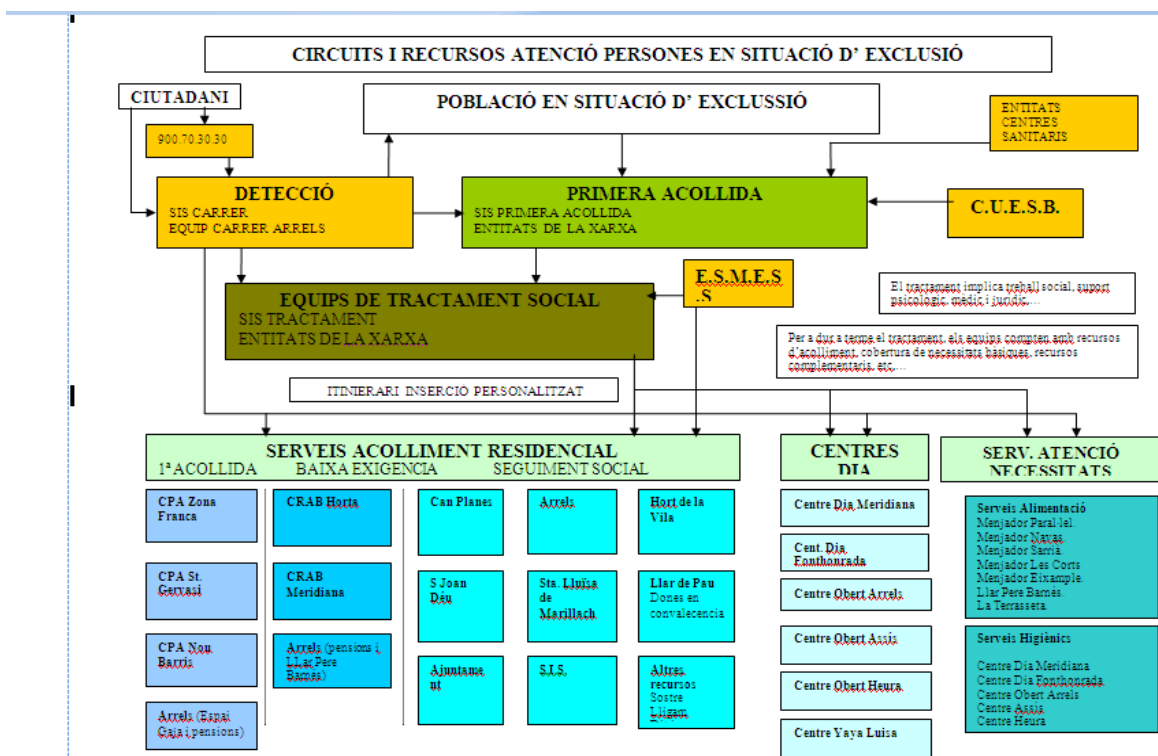 CIRCUITS I RECURSOS ATENCIÓ PERSONES EN SITUACIÓ D' EXCLUSIÓ
CIUTADANI
900.70.30.30
POBLACIÓ EN SITUACIÓ D' EXCLUSSIÓ
ENTITATS
CENTRES
SANITARIS
DETECCIÓ
SIS CARRER
EQUIP CARRER ARRELS
PRIMERA ACOLLIDA
SIS PRIMERA ACOLLIDA
ENTITATS DE LA XARXA
C.U.E.S.B.
EQUIPS DE TRACTAMENT SOCIAL
SIS TRACTAMENT
ENTITATS DE LA XARXA
E.S.M.E.S
.S
El tractament implica treball social, suport
psicologic, medic i juridic,…
Per a dur a terme el tractament, els equips compten amb recursos
d'acolliment, cobertura de necessitats bàsiques, recursos
complementaris, etc,…
ITINERARI INSERCIÓ PERSONALITZAT
SERVEIS ACOLLIMENT RESIDENCIAL
1ª ACOLLIDA BAIXA EXIGENCIA SEGUIMENT SOCIAL
CPA Zona
Franca
CPA St.
Gervasi
CPA Nou
Barris
Arrels (Espai
Gaja i pensions)
CRAB Horta
CRAB
Meridiana
Arrels (pensions i
LLar Pere
Barnés)
Can Planes
S Joan
Déu
Ajuntame
nt
Arrels
Sta. Lluïsa
de
Marillach
S.I.S.
Hort de la
Vila
Llar de Pau
Dones en
convalecencia
Altres
recursos
Sostre
Lligam
CENTRES
DIA
Centre Dia Meridiana
Cent. Dia
Fonthonrada
Centre Obert Arrels
Centre Obert Assis
Centre Obert Heura
Centre Yaya Luisa
SERV. ATENCIÓ
NECESSITATS
Serveis Alimentació
Menjador Paral·lel.
Menjador Navas.
Menjador Sarria.
Menjador Les Corts
Menjador Eixample.
Llar Pere Barnès.
La Terrasseta.
Serveis Higiènics
Centre Dia Meridiana
Centre Dia Fonthonrada
Centre Obert Arrels
Centre Assis
Centre Heura